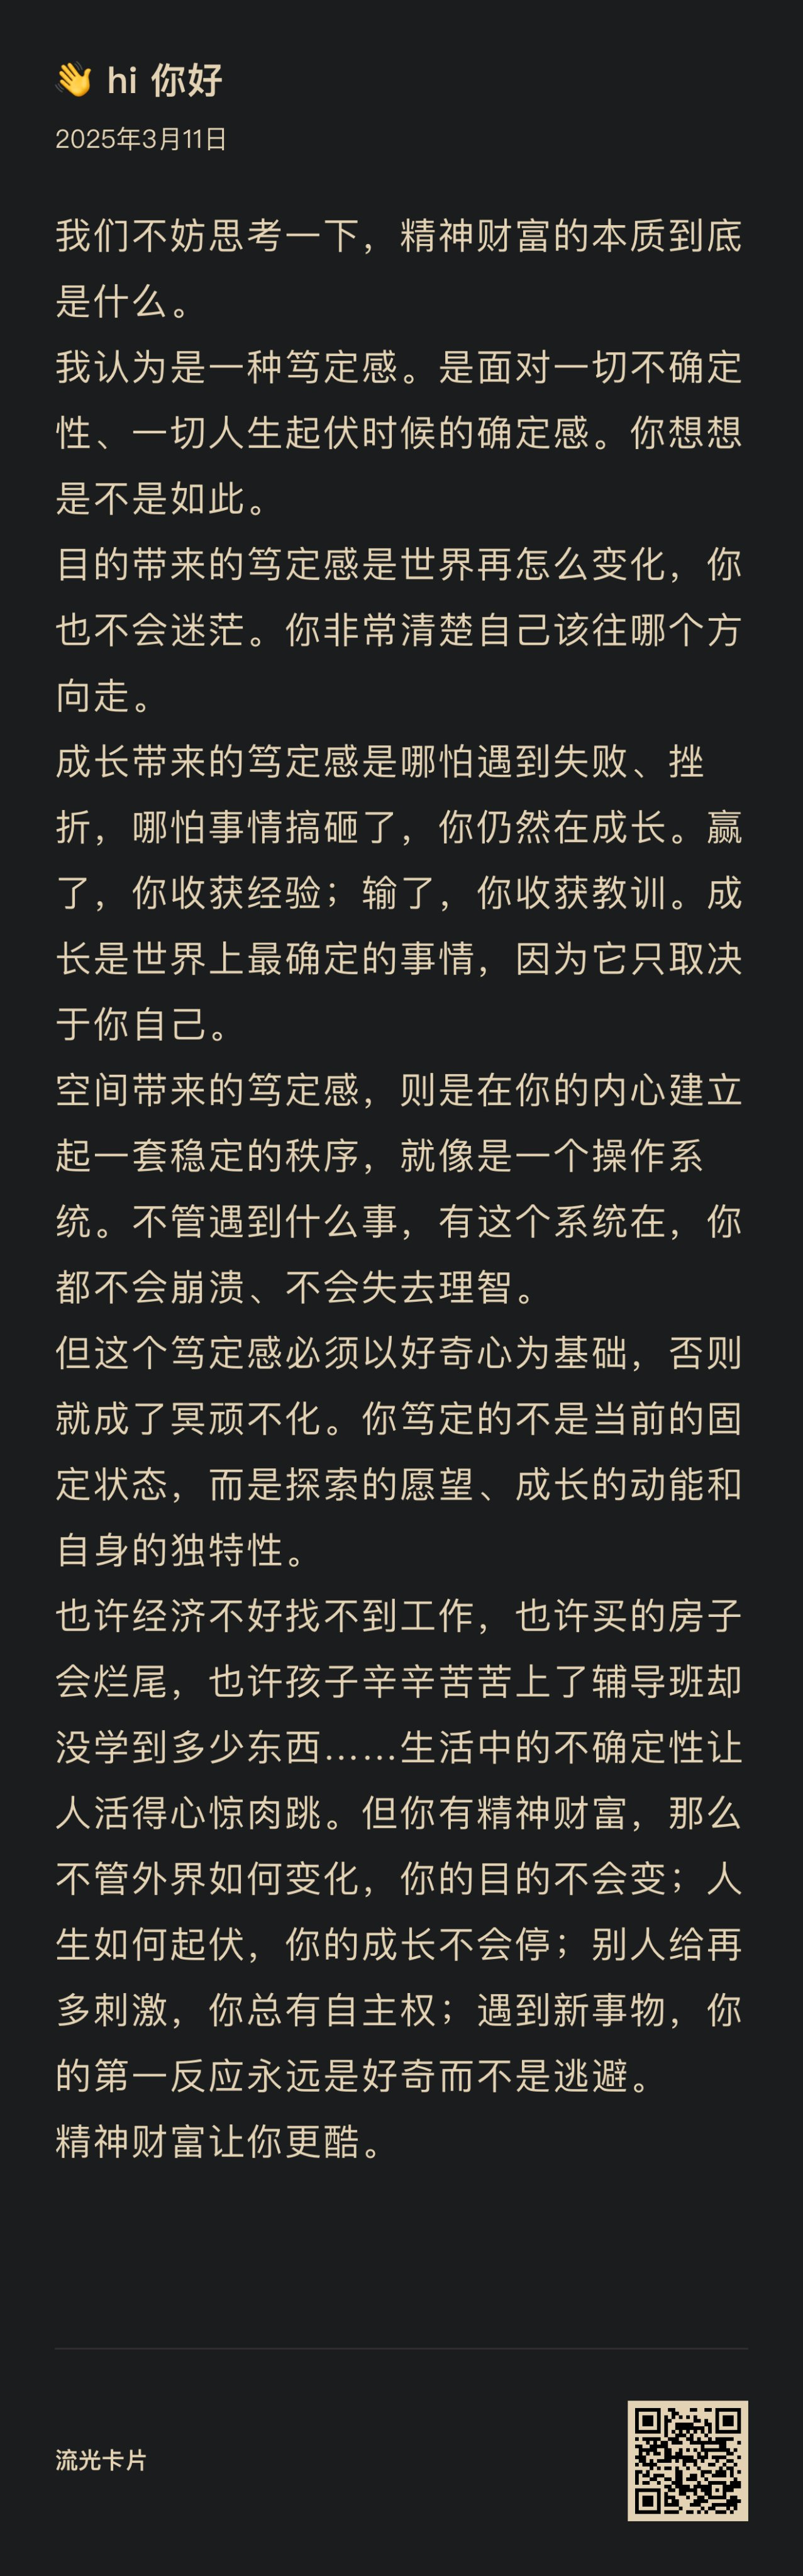 👋 hi 你好
2025年3月11日
我们不妨思考一下，精神财富的本质到底
是什么。
我认为是一种笃定感。是面对一切不确定
性、一切人生起伏时候的确定感。你想想
是不是如此。
目的带来的笃定感是世界再怎么变化，你
也不会迷茫。你非常清楚自己该往哪个方
向走。
成长带来的笃定感是哪怕遇到失败、挫
折，哪怕事情搞砸了，你仍然在成长。赢
了，你收获经验；输了，你收获教训。成
长是世界上最确定的事情，因为它只取决
于你自己。
空间带来的笃定感，则是在你的内心建立
起一套稳定的秩序，就像是一个操作系
统。不管遇到什么事，有这个系统在，你
都不会崩溃、不会失去理智。
但这个笃定感必须以好奇心为基础，否则
就成了冥顽不化。你笃定的不是当前的固
定状态，而是探索的愿望、成长的动能和
自身的独特性。
也许经济不好找不到工作，也许买的房子
会烂尾，也许孩子辛辛苦苦上了辅导班却
没学到多少东西……生活中的不确定性让
人活得心惊肉跳。但你有精神财富，那么
不管外界如何变化，你的目的不会变；人
生如何起伏，你的成长不会停；别人给再
多刺激，你总有自主权；遇到新事物，你
的第一反应永远是好奇而不是逃避。
精神财富让你更酷。
流光卡片